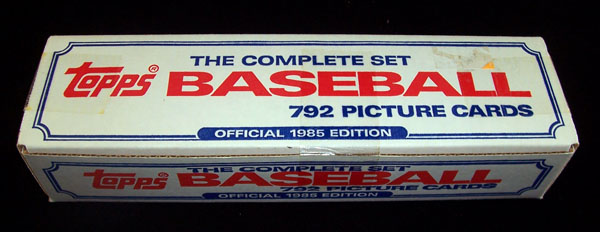 THE COMPLETE SET
Topps® BASEBALL
792 PICTURE CARDS
OFFICIAL 1985 EDITION
THE COMPLETE SET
Topps® BASEBALL
792 PICTURE CARDS
OFFICIAL 1985 EDITION